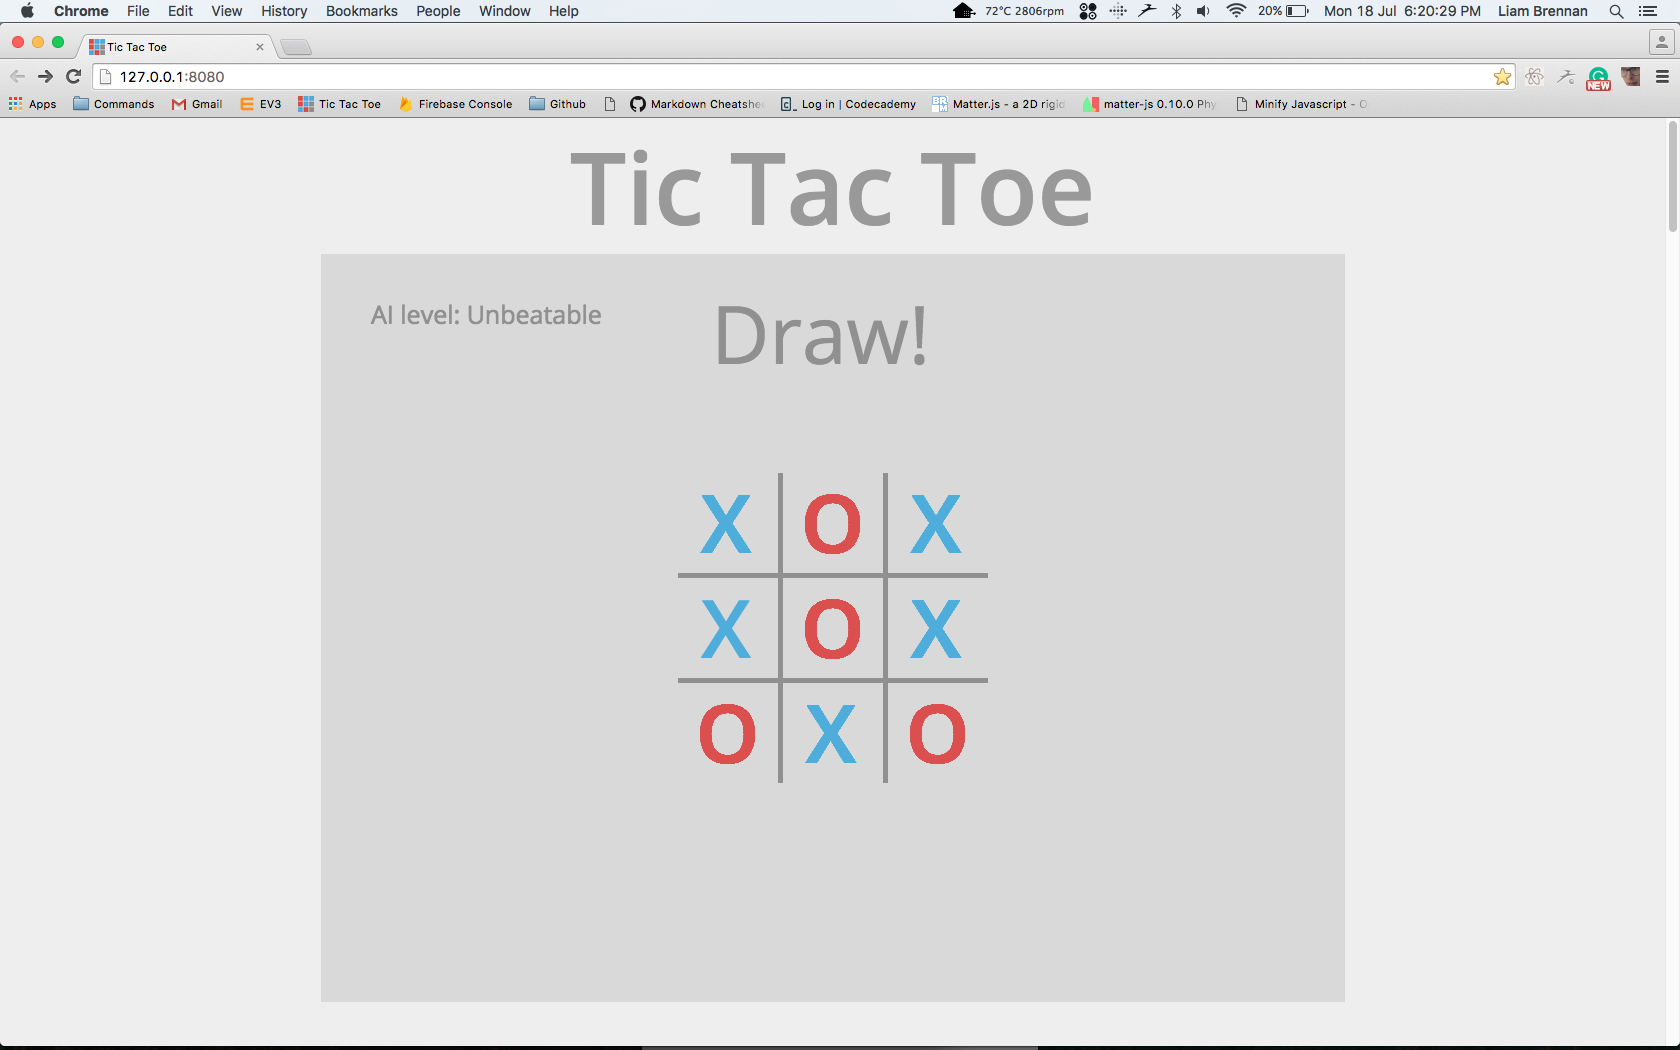 Chrome File Edit View History Bookmarks People Window Help 72°C 2806rpm 20% Mon 18 Jul 6:20:29 PM Liam Brennan
Tic Tac Toe
127.0.0.1:8080
NEW
Apps Commands Gmail EV3 Tic Tac Toe Firebase Console Github Markdown Cheatshee Log in | Codecademy Matter.js - a 2D rigid matter-js 0.10.0 Phy Minify Javascript - O
Tic Tac Toe
AI level: Unbeatable
Draw!
X O X
X O X
O X O